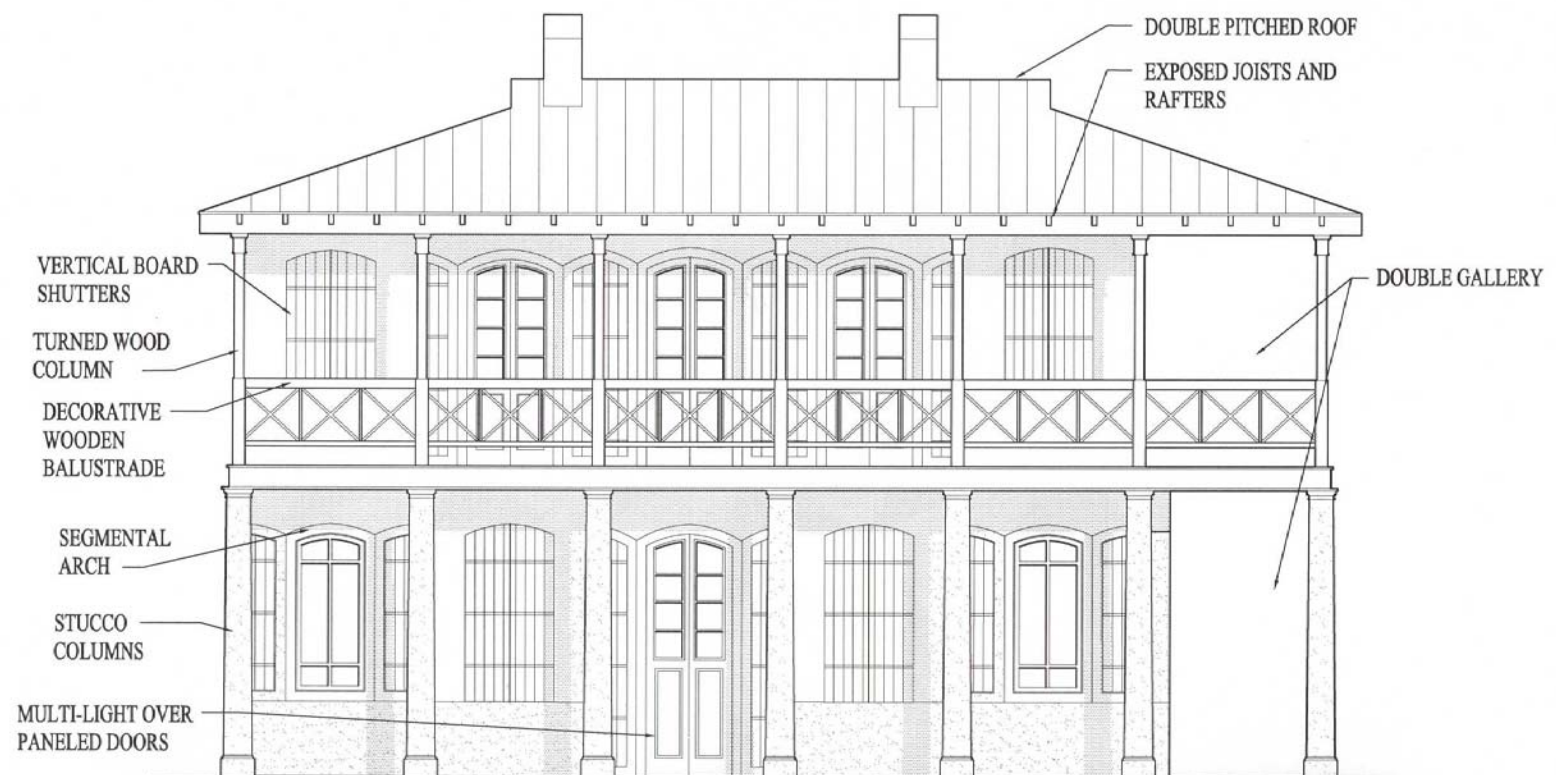 DOUBLE PITCHED ROOF
EXPOSED JOISTS AND
RAFTERS
VERTICAL BOARD
SHUTTERS
DOUBLE GALLERY
TURNED WOOD
COLUMN
DECORATIVE
WOODEN
BALUSTRADE
SEGMENTAL
ARCH
STUCCO
COLUMNS
MULTI-LIGHT OVER
PANELED DOORS